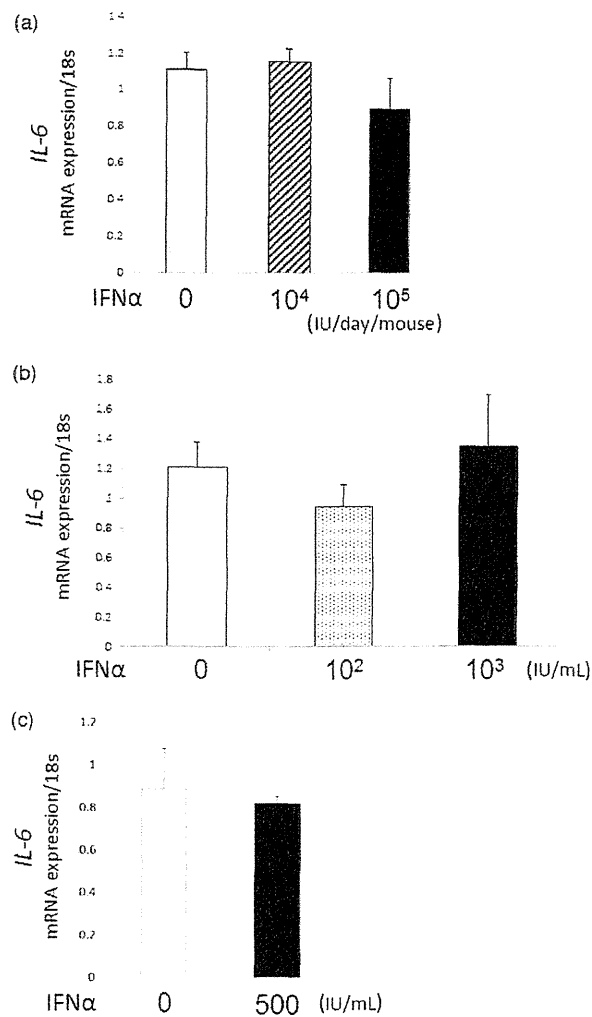 (a)
1.4
1.2
1
0.8
0.6
0.4
0.2
0
IL-6
mRNA expression/18s
IFNα 0 10⁴ 10⁵
(IU/day/mouse)
(b)
1.8
1.6
1.4
1.2
1
0.8
0.6
0.4
0.2
0
IL-6
mRNA expression/18s
IFNα 0 10² 10³ (IU/mL)
(c)
1.2
1
0.8
0.6
0.4
0.2
0
IL-6
mRNA expression/18s
IFNα 0 500 (IU/mL)